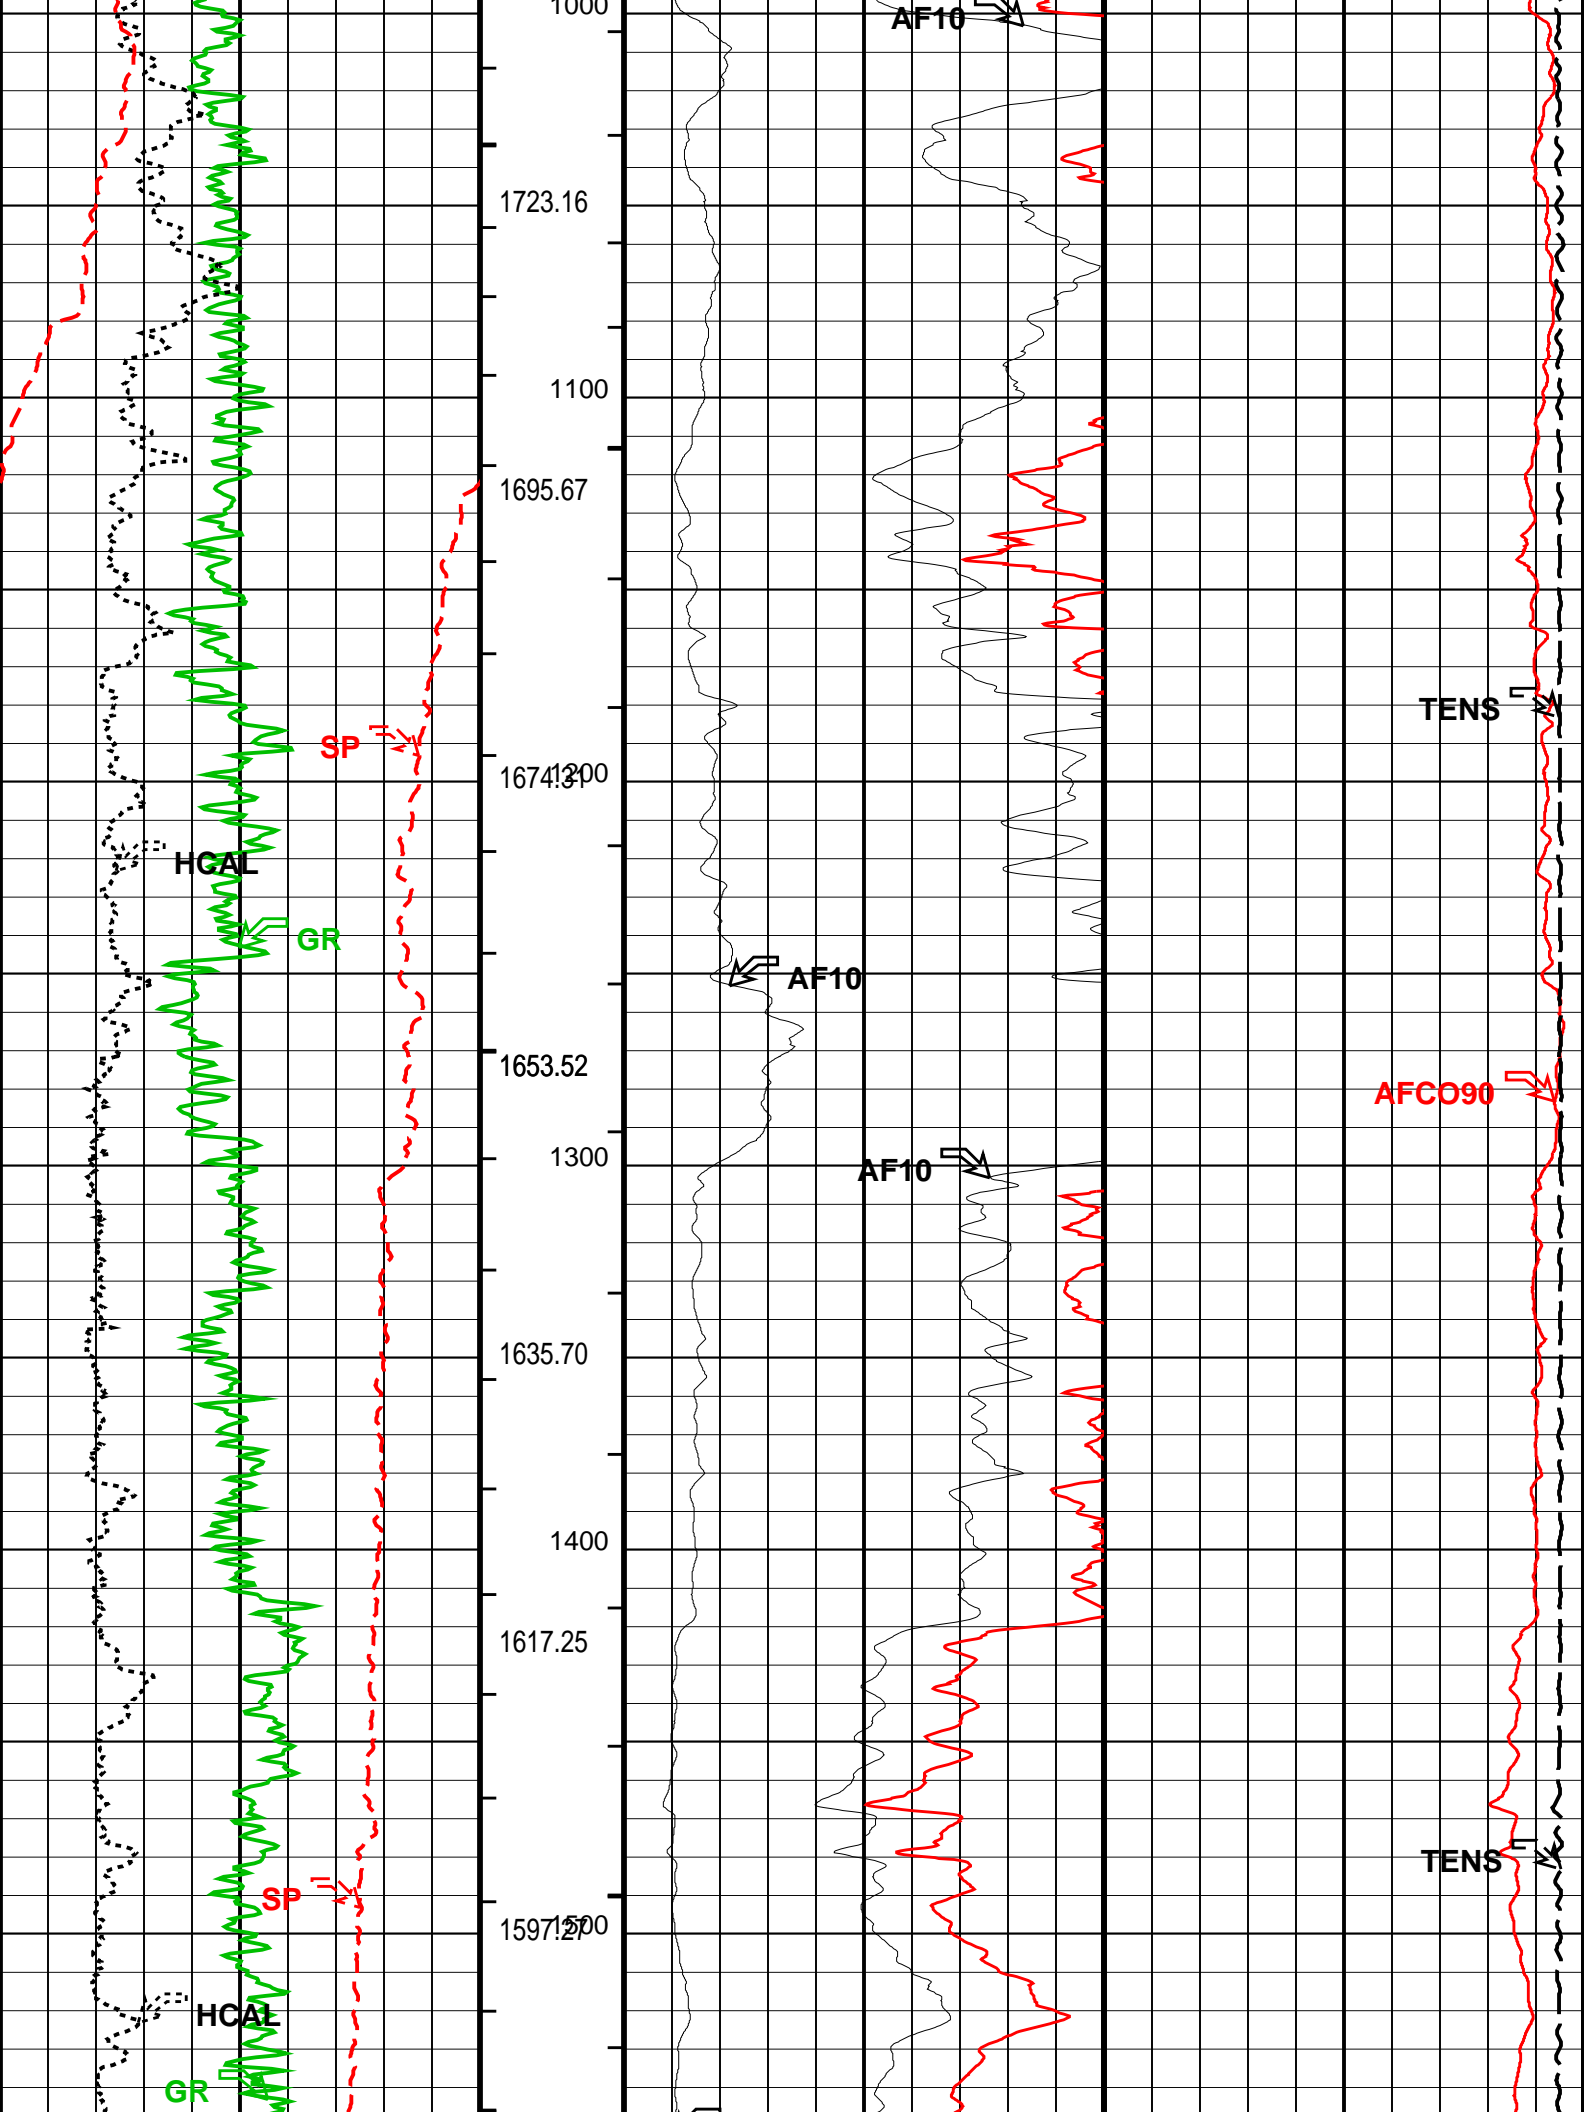 1000
AF10
1723.16
1100
1695.67
TENS
SP
1674.31
1200
HCAL
GR
AF10
1653.52
AFCO90
1300
AF10
1635.70
1400
1617.25
TENS
SP
1597.27
1500
HCAL
GR